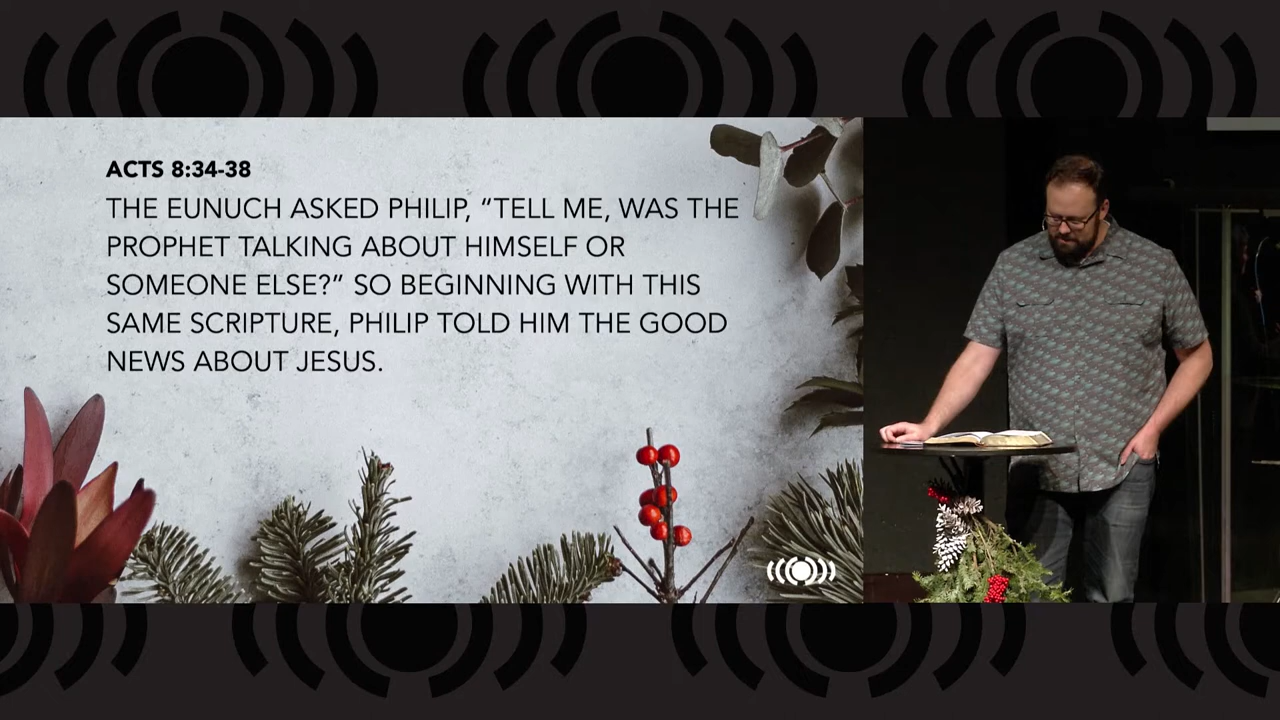 ACTS 8:34-38
THE EUNUCH ASKED PHILIP, “TELL ME, WAS THE
PROPHET TALKING ABOUT HIMSELF OR
SOMEONE ELSE?” SO BEGINNING WITH THIS
SAME SCRIPTURE, PHILIP TOLD HIM THE GOOD
NEWS ABOUT JESUS.